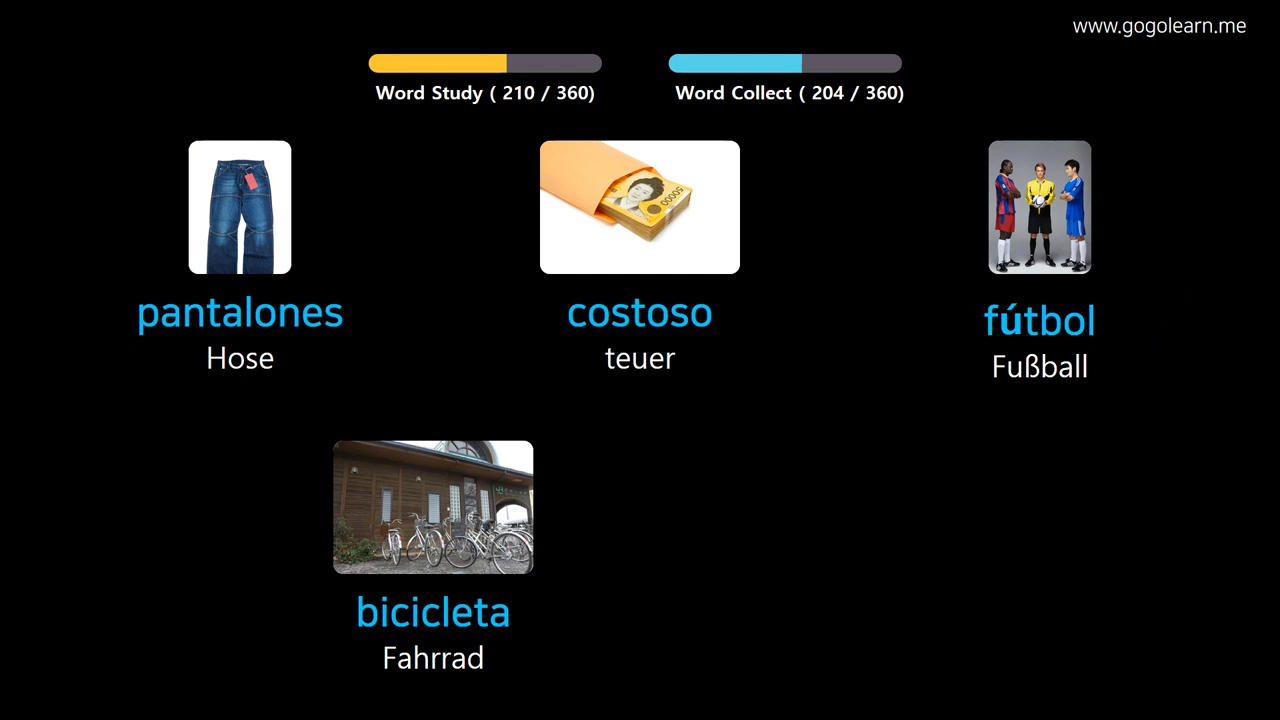 www.gogolearn.me
Word Study ( 210 / 360)
Word Collect ( 204 / 360)
50000
pantalones
Hose
costoso
teuer
fútbol
Fußball
bicicleta
Fahrrad